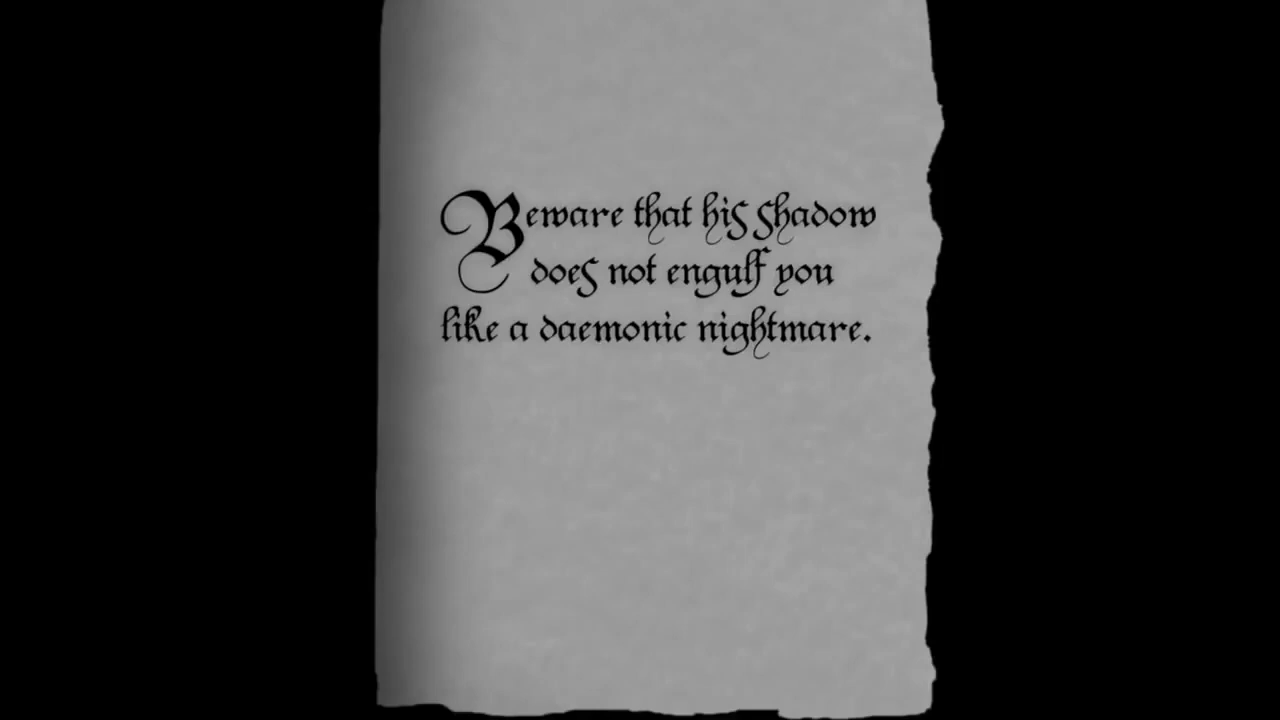 Beware that his shadow
does not engulf you
like a daemonic nightmare.